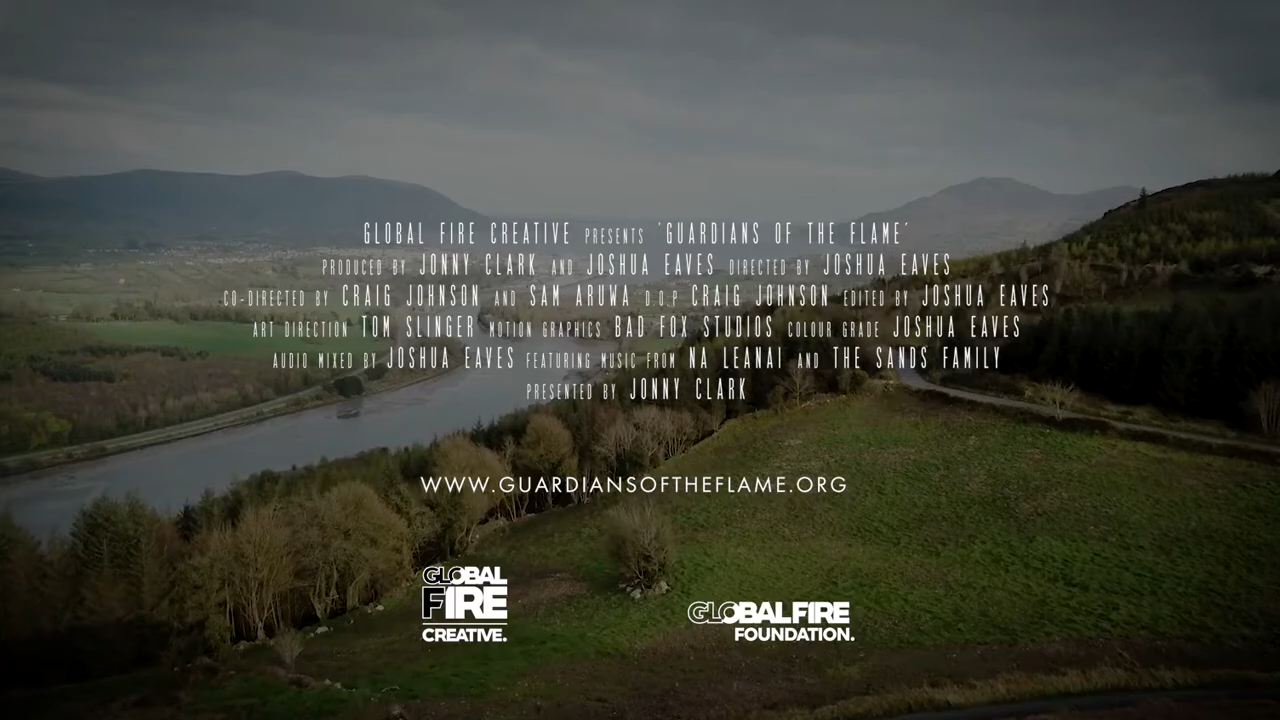 GLOBAL FIRE CREATIVE PRESENTS 'GUARDIANS OF THE FLAME'
PRODUCED BY JONNY CLARK AND JOSHUA EAVES DIRECTED BY JOSHUA EAVES
CO-DIRECTED BY CRAIG JOHNSON AND SAM ARUWA D.O.P CRAIG JOHNSON EDITED BY JOSHUA EAVES
ART DIRECTION TOM SLINGER MOTION GRAPHICS BAD FOX STUDIOS COLOUR GRADE JOSHUA EAVES
AUDIO MIXED BY JOSHUA EAVES FEATURING MUSIC FROM NA LEANAI AND THE SANDS FAMILY
PRESENTED BY JONNY CLARK
WWW.GUARDIANSOFTHEFLAME.ORG
GLOBAL
FIRE
CREATIVE.
GLOBAL FIRE
FOUNDATION.